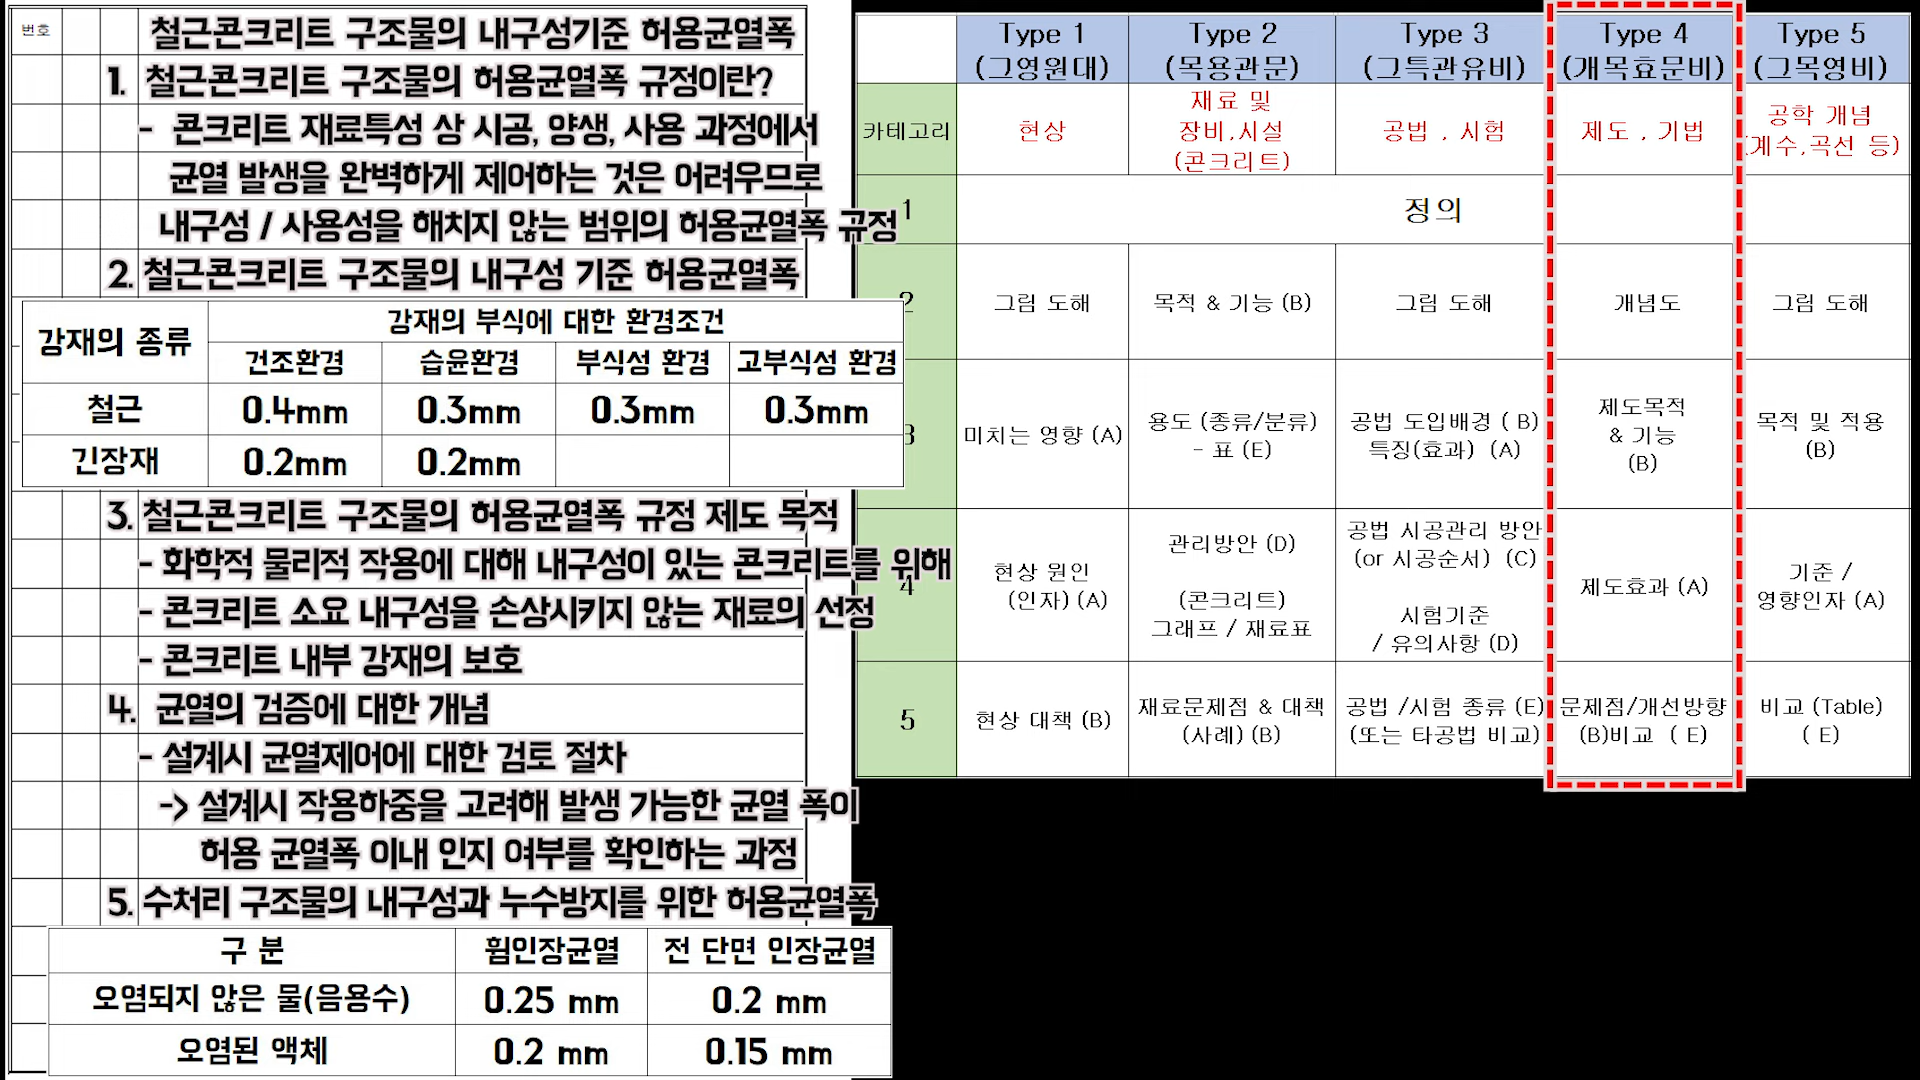 번호
철근콘크리트 구조물의 내구성기준 허용균열폭
1. 철근콘크리트 구조물의 허용균열폭 규정이란?
- 콘크리트 재료특성 상 시공, 양생, 사용 과정에서
균열 발생을 완벽하게 제어하는 것은 어려우므로
내구성 / 사용성을 해치지 않는 범위의 허용균열폭 규정
2. 철근콘크리트 구조물의 내구성 기준 허용균열폭
강재의 종류 강재의 부식에 대한 환경조건
건조환경 습윤환경 부식성 환경 고부식성 환경
철근 0.4mm 0.3mm 0.3mm 0.3mm
긴장재 0.2mm 0.2mm
3. 철근콘크리트 구조물의 허용균열폭 규정 제도 목적
- 화학적 물리적 작용에 대해 내구성이 있는 콘크리트를 위해
- 콘크리트 소요 내구성을 손상시키지 않는 재료의 선정
- 콘크리트 내부 강재의 보호
4. 균열의 검증에 대한 개념
- 설계시 균열제어에 대한 검토 절차
-> 설계시 작용하중을 고려해 발생 가능한 균열 폭이
허용 균열폭 이내 인지 여부를 확인하는 과정
5. 수처리 구조물의 내구성과 누수방지를 위한 허용균열폭
구 분 휨인장균열 전 단면 인장균열
오염되지 않은 물(음용수) 0.25 mm 0.2 mm
오염된 액체 0.2 mm 0.15 mm
Type 1 Type 2 Type 3 Type 4 Type 5
(그영원대) (목용관문) (그특관유비) (개목효문비) (그목영비)
카테고리
현상
재료 및
장비,시설
(콘크리트)
공법 , 시험
제도 , 기법
공학 개념
(계수,곡선 등)
1 정의
2 그림 도해 목적 & 기능 (B) 그림 도해 개념도 그림 도해
3
미치는 영향 (A)
용도 (종류/분류)
- 표 (E)
공법 도입배경 ( B)
특징(효과) (A)
제도목적
& 기능
(B)
목적 및 적용
(B)
4
현상 원인
(인자) (A)
관리방안 (D)
(콘크리트)
그래프 / 재료표
공법 시공관리 방안
(or 시공순서) (C)
시험기준
/ 유의사항 (D)
제도효과 (A)
기준 /
영향인자 (A)
5
현상 대책 (B)
재료문제점 & 대책
(사례) (B)
공법 /시험 종류 (E)
(또는 타공법 비교)
문제점/개선방향
(B)비교 ( E)
비교 (Table)
( E)